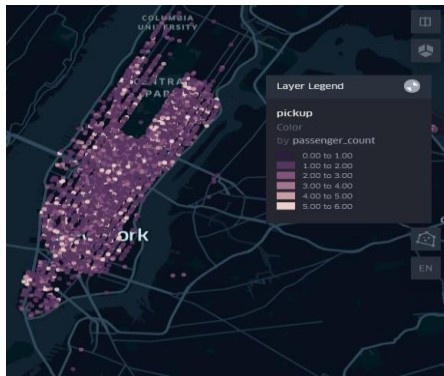 COLUMBIA
UNIVERSITY
CENTRAL
PARK
ork
Layer Legend
pickup
Color
by passenger_count
0.00 to 1.00
1.00 to 2.00
2.00 to 3.00
3.00 to 4.00
4.00 to 5.00
5.00 to 6.00
EN